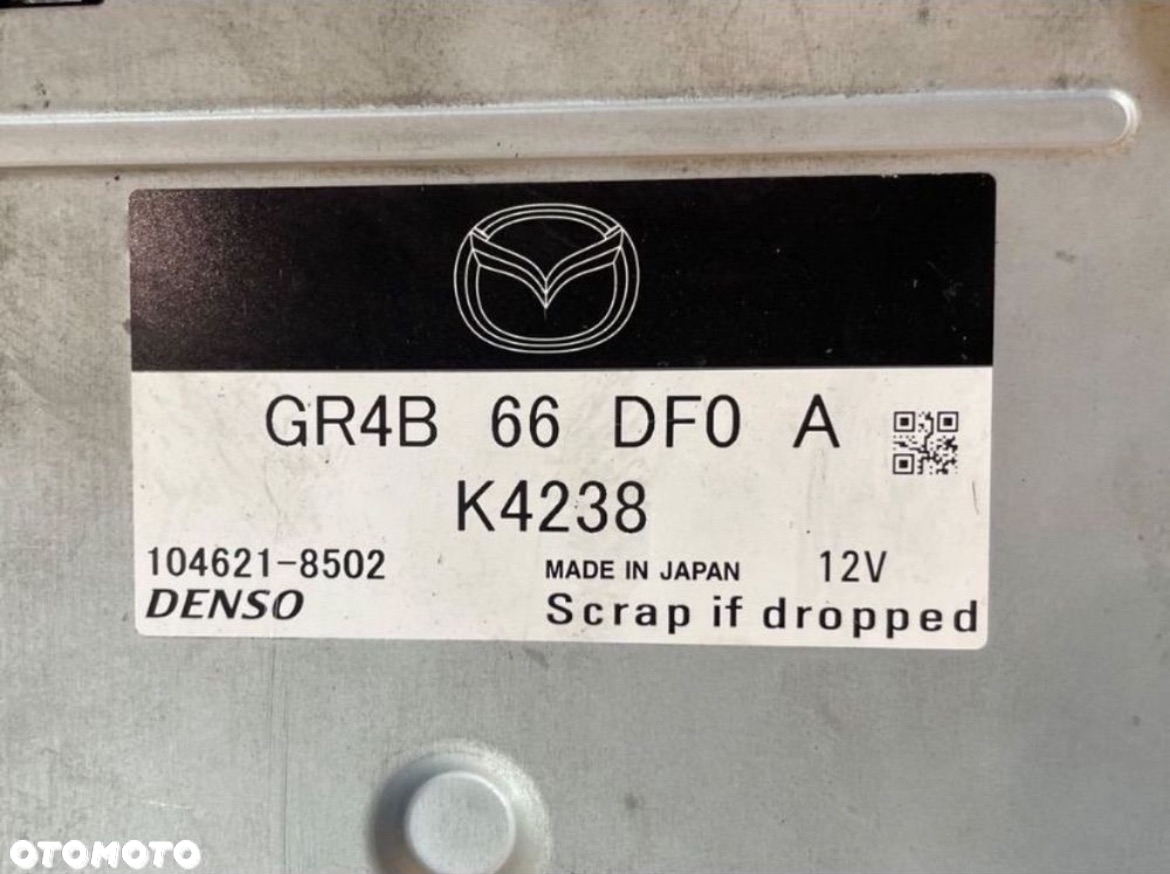 GR4B 66 DF0 A
K4238
104621-8502 MADE IN JAPAN 12V
DENSO Scrap if dropped
OTOMOTO